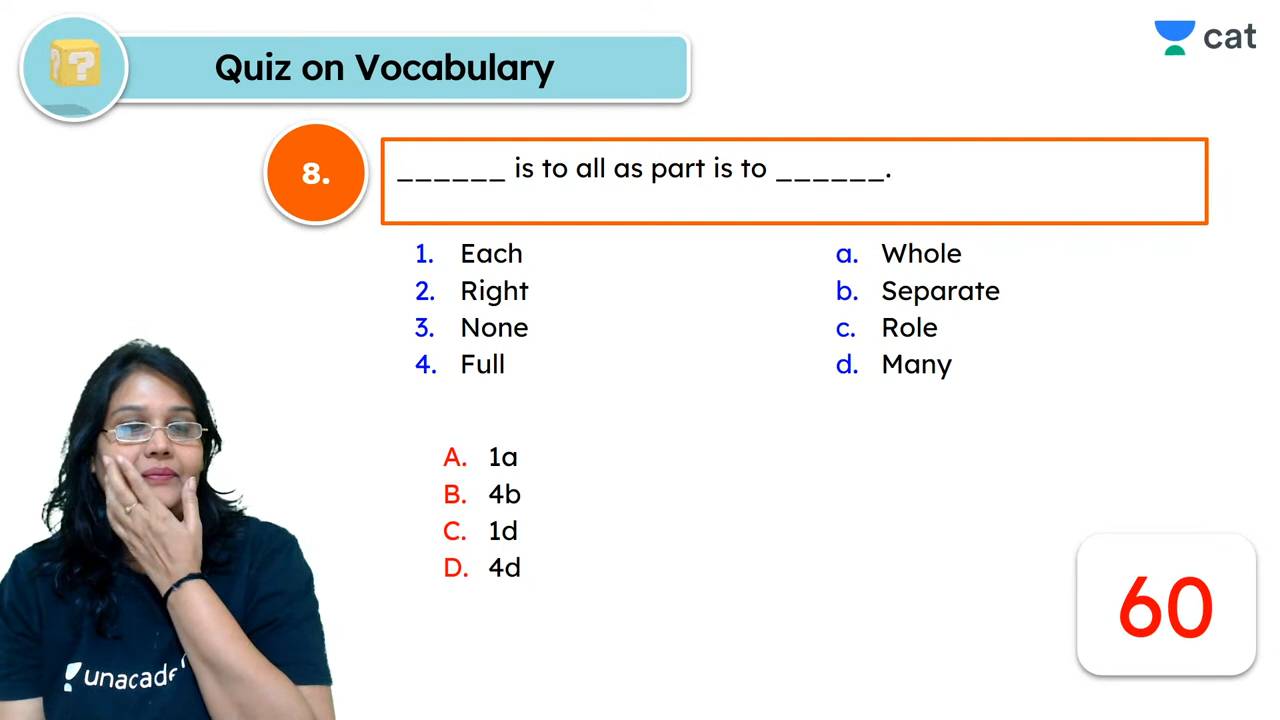 Quiz on Vocabulary
cat
8.
______ is to all as part is to ______.
1. Each
2. Right
3. None
4. Full
a. Whole
b. Separate
c. Role
d. Many
A. 1a
B. 4b
C. 1d
D. 4d
60
unacade